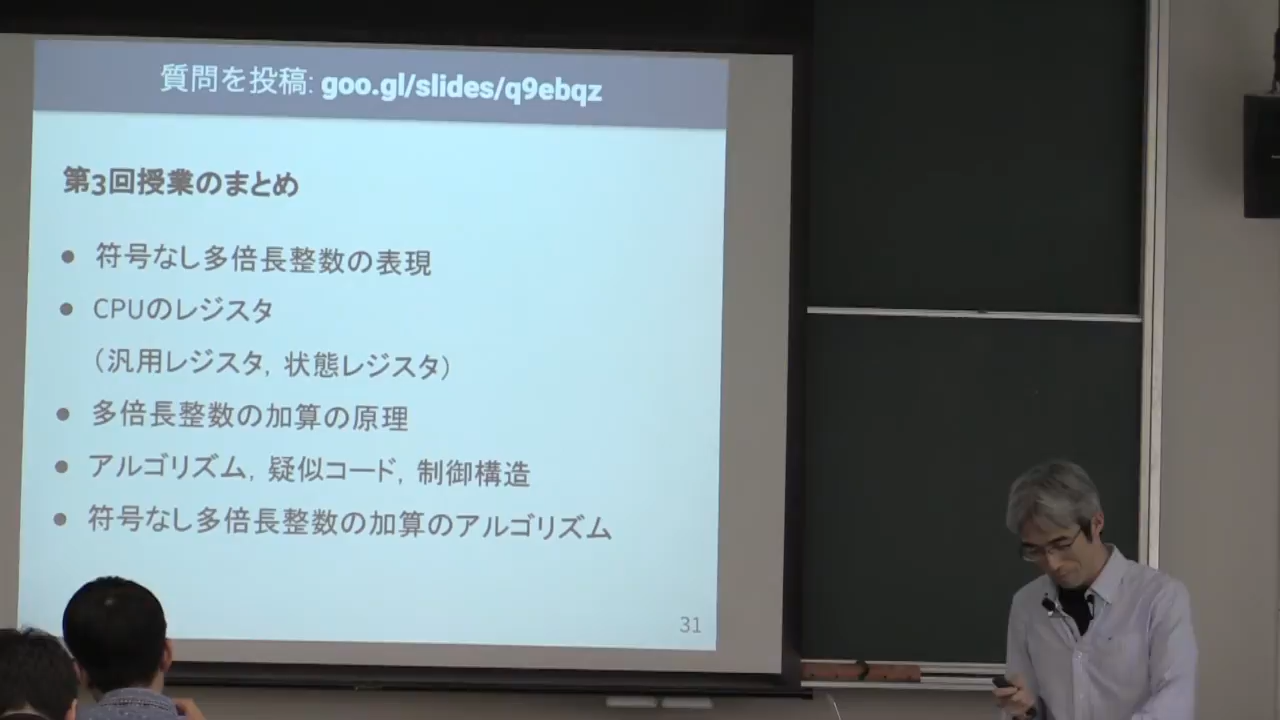 質問を投稿: goo.gl/slides/q9ebqz
第3回授業のまとめ
● 符号なし多倍長整数の表現
● CPUのレジスタ
（汎用レジスタ, 状態レジスタ）
● 多倍長整数の加算の原理
● アルゴリズム, 疑似コード, 制御構造
● 符号なし多倍長整数の加算のアルゴリズム
31